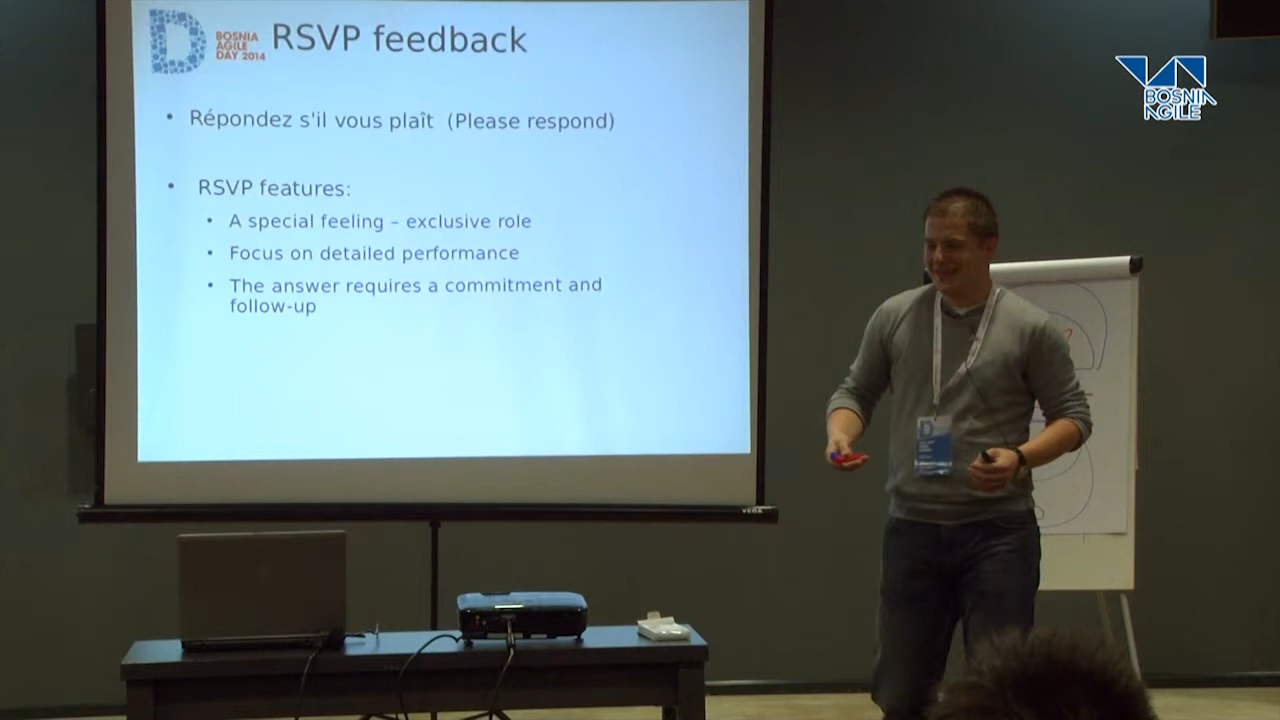 BOSNIA
AGILE
DAY 2014
RSVP feedback
• Répondez s'il vous plaît (Please respond)
• RSVP features:
• A special feeling – exclusive role
• Focus on detailed performance
• The answer requires a commitment and
follow-up
BOSNIA
AGILE
VEGA